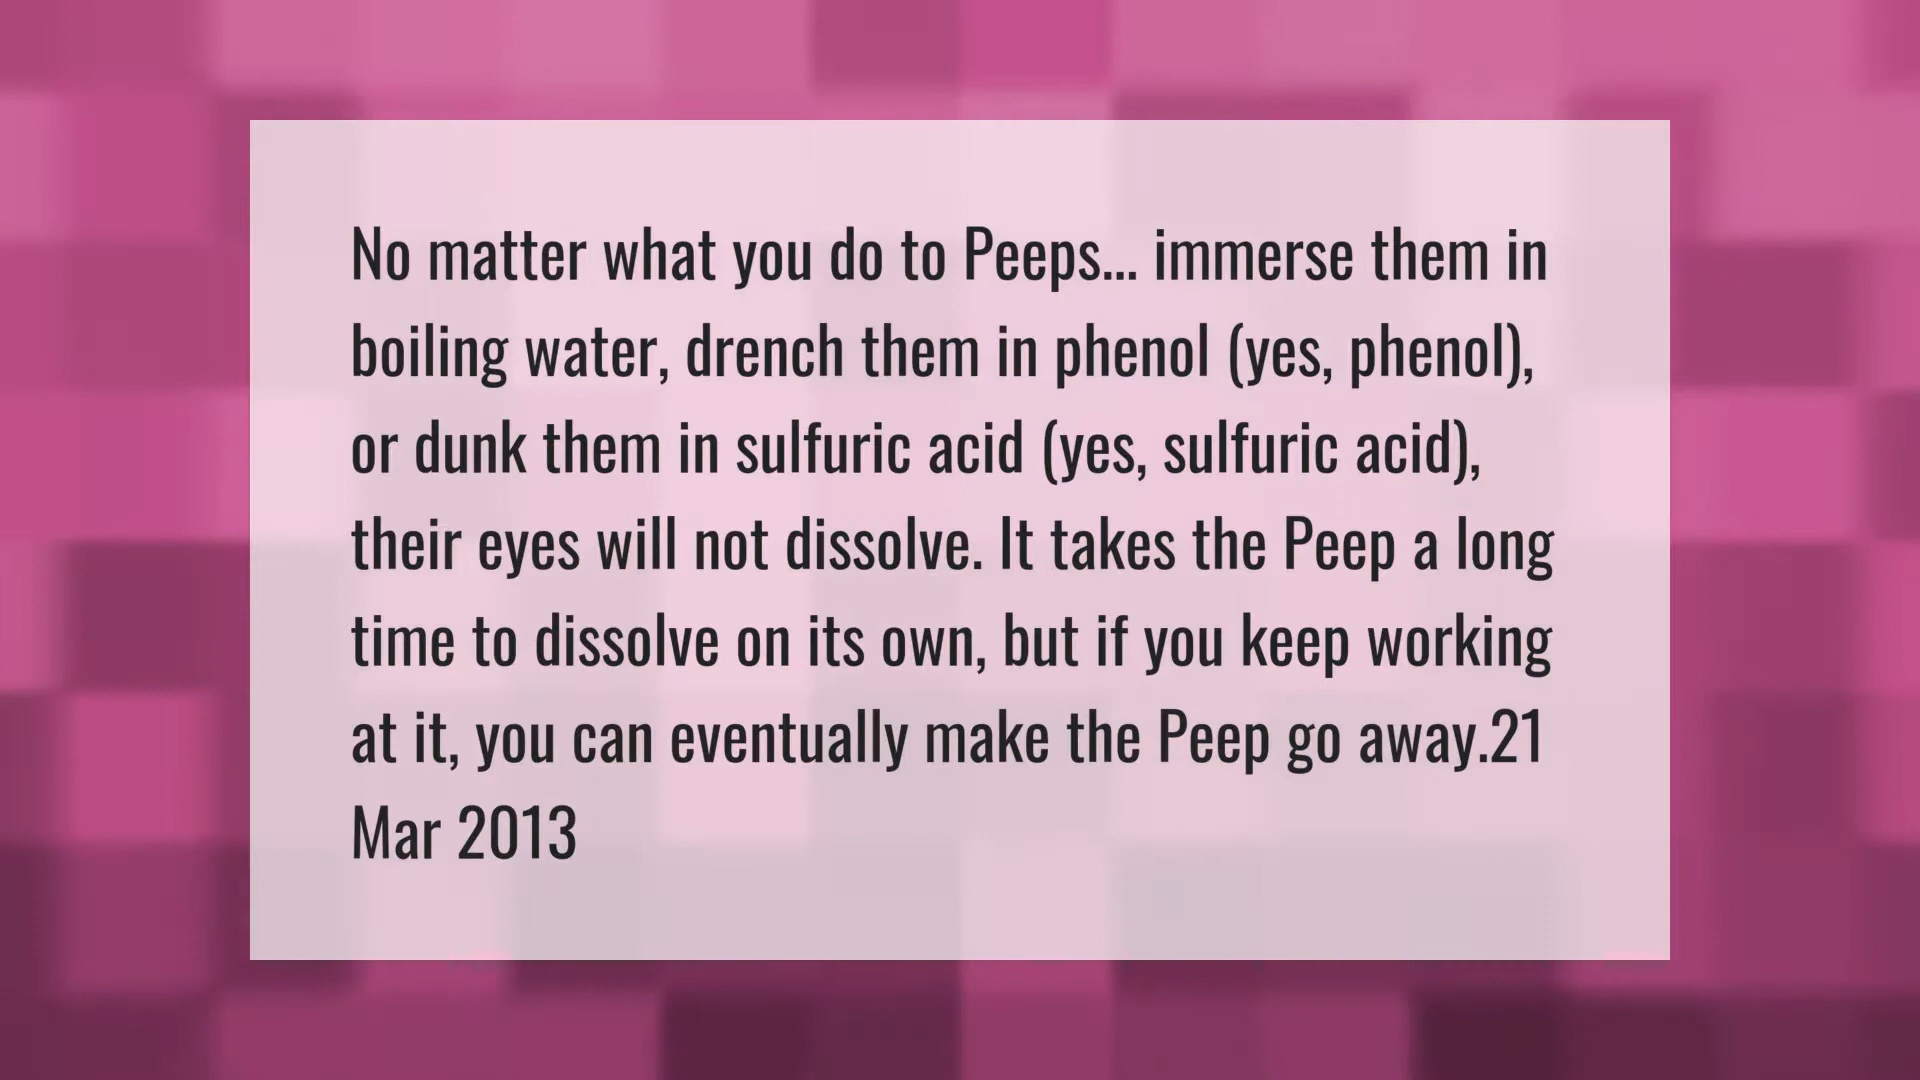 No matter what you do to Peeps... immerse them in
boiling water, drench them in phenol (yes, phenol),
or dunk them in sulfuric acid (yes, sulfuric acid),
their eyes will not dissolve. It takes the Peep a long
time to dissolve on its own, but if you keep working
at it, you can eventually make the Peep go away.21
Mar 2013